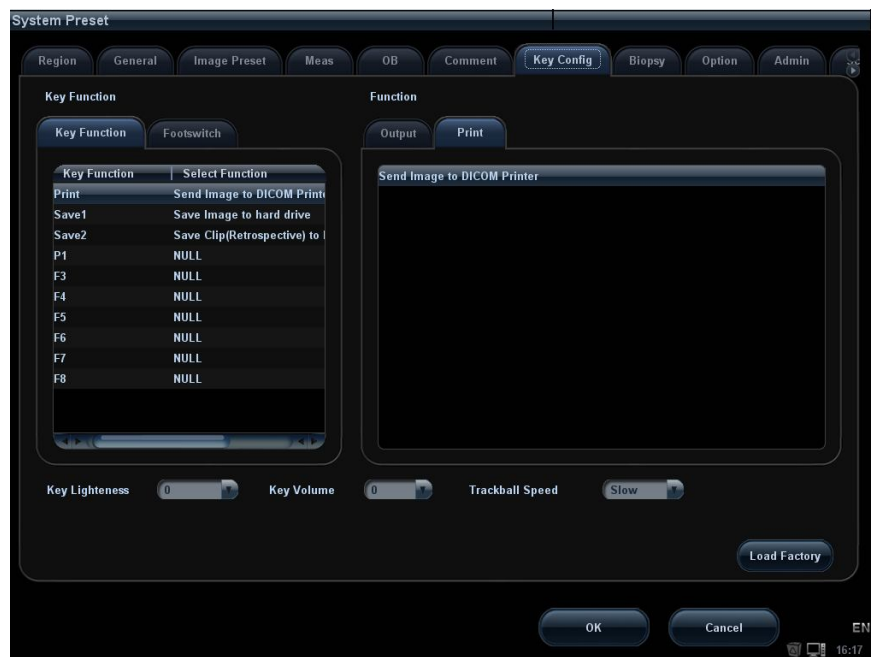 System Preset
Region General Image Preset Meas OB Comment Key Config Biopsy Option Admin
Key Function Function
Key Function Footswitch Output Print
Key Function Select Function Send Image to DICOM Printer
Print Send Image to DICOM Printe
Save1 Save Image to hard drive
Save2 Save Clip(Retrospective) to
P1 NULL
F3 NULL
F4 NULL
F5 NULL
F6 NULL
F7 NULL
F8 NULL
Key Lighteness 0 Key Volume 0 Trackball Speed Slow
Load Factory
OK Cancel EN
16:17